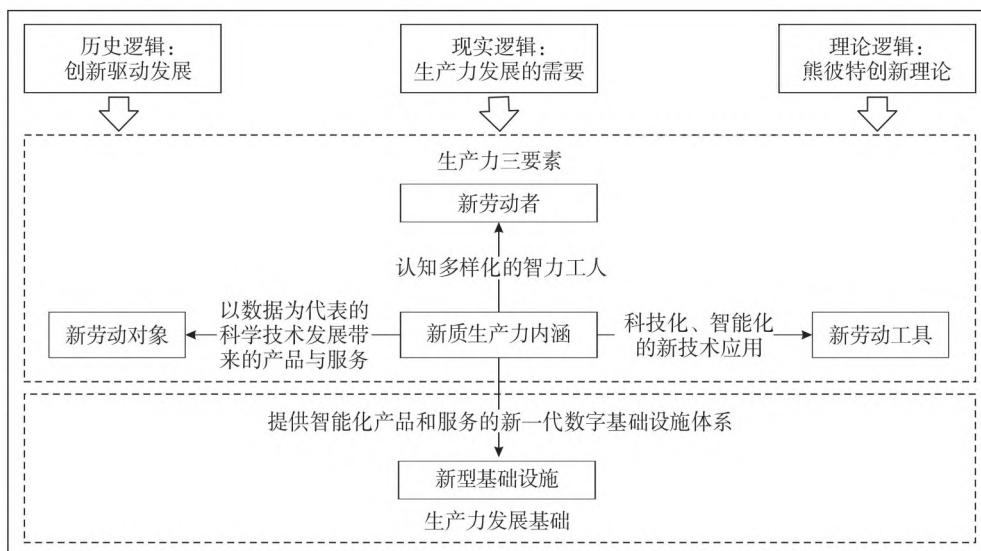 历史逻辑：
创新驱动发展
现实逻辑：
生产力发展的需要
理论逻辑：
熊彼特创新理论
生产力三要素
新劳动者
认知多样化的智力工人
新劳动对象
以数据为代表的
科学技术发展带
来的产品与服务
新质生产力内涵
科技化、智能化
的新技术应用
新劳动工具
提供智能化产品和服务的新一代数字基础设施体系
新型基础设施
生产力发展基础